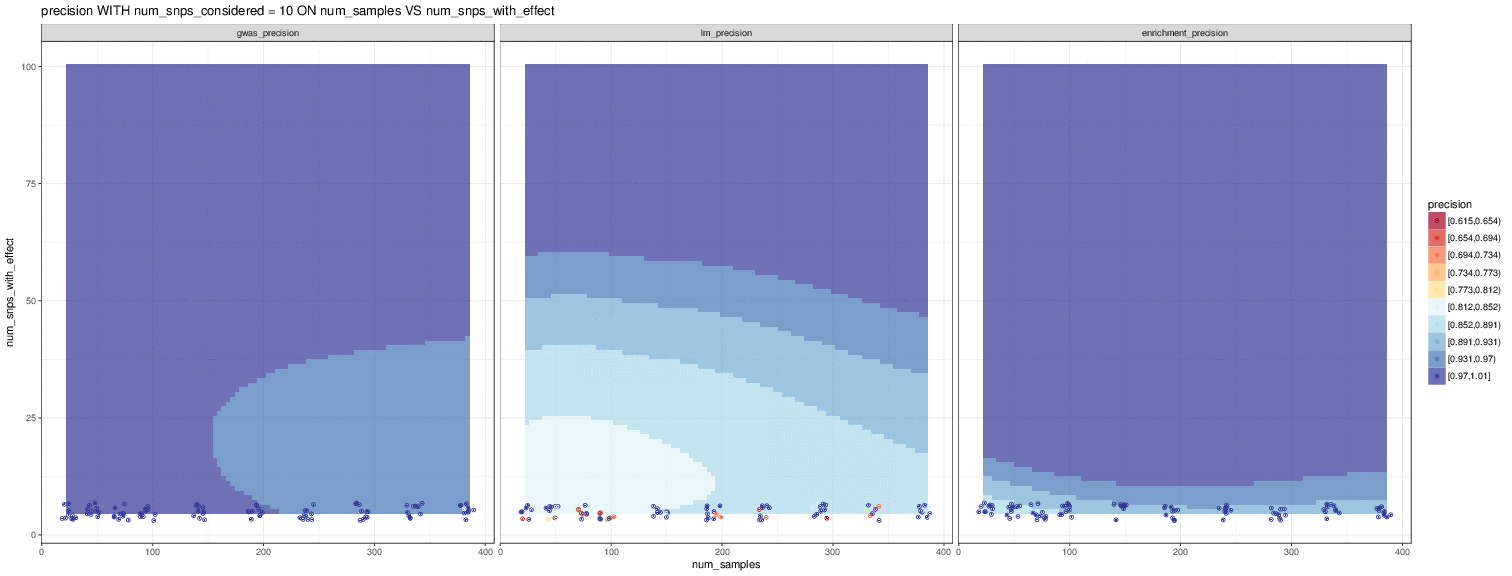 precision WITH num_snps_considered = 10 ON num_samples VS num_snps_with_effect
gwas_precision
lm_precision
enrichment_precision
100
75
50
25
0
num_snps_with_effect
0 100 200 300 400
0 100 200 300 400
0 100 200 300 400
num_samples
precision
[0.615,0.654)
[0.654,0.694)
[0.694,0.734)
[0.734,0.773)
[0.773,0.812)
[0.812,0.852)
[0.852,0.891)
[0.891,0.931)
[0.931,0.97)
[0.97,1.01]